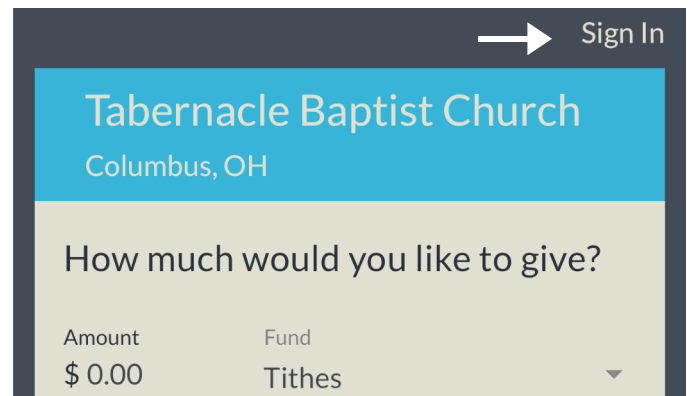 Sign In
Tabernacle Baptist Church
Columbus, OH
How much would you like to give?
Amount Fund
$ 0.00 Tithes